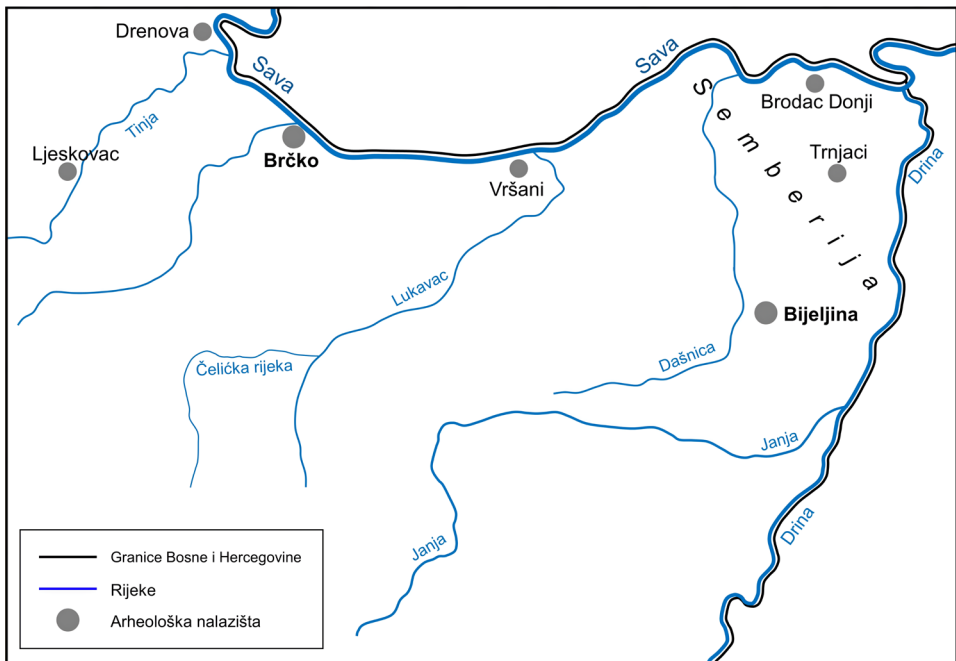 Drenova
Sava
Sava
Tinja
Ljeskovac
Brčko
Vršani
Semberija
Brodac Donji
Trnjaci
Drina
Lukavac
Bijeljina
Čelićka rijeka
Dašnica
Janja
Janja
Drina
Granice Bosne i Hercegovine
Rijeke
Arheološka nalazišta